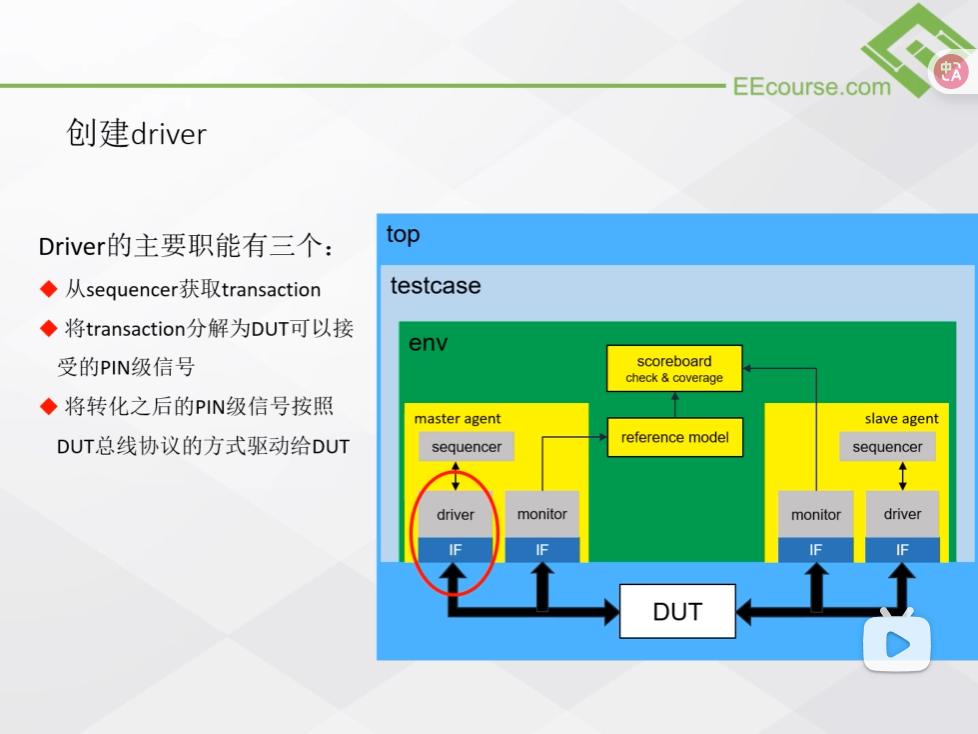 EEcourse.com
中A
创建driver
Driver的主要职能有三个：
从sequencer获取transaction
将transaction分解为DUT可以接
受的PIN级信号
将转化之后的PIN级信号按照
DUT总线协议的方式驱动给DUT
top
testcase
env
scoreboard
check & coverage
reference model
master agent
sequencer
driver
monitor
IF
IF
slave agent
sequencer
monitor
driver
IF
IF
DUT